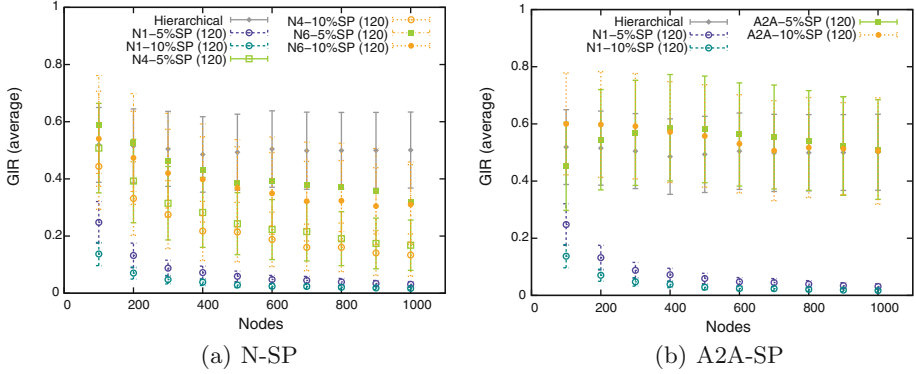 Hierarchical
N1-5%SP (120)
N1-10%SP (120)
N4-5%SP (120)
N4-10%SP (120)
N6-5%SP (120)
N6-10%SP (120)
GIR (average)
1
0.8
0.6
0.4
0.2
0
0 200 400 600 800 1000
Nodes
(a) N-SP
Hierarchical
N1-5%SP (120)
N1-10%SP (120)
A2A-5%SP (120)
A2A-10%SP (120)
GIR (average)
1
0.8
0.6
0.4
0.2
0
0 200 400 600 800 1000
Nodes
(b) A2A-SP